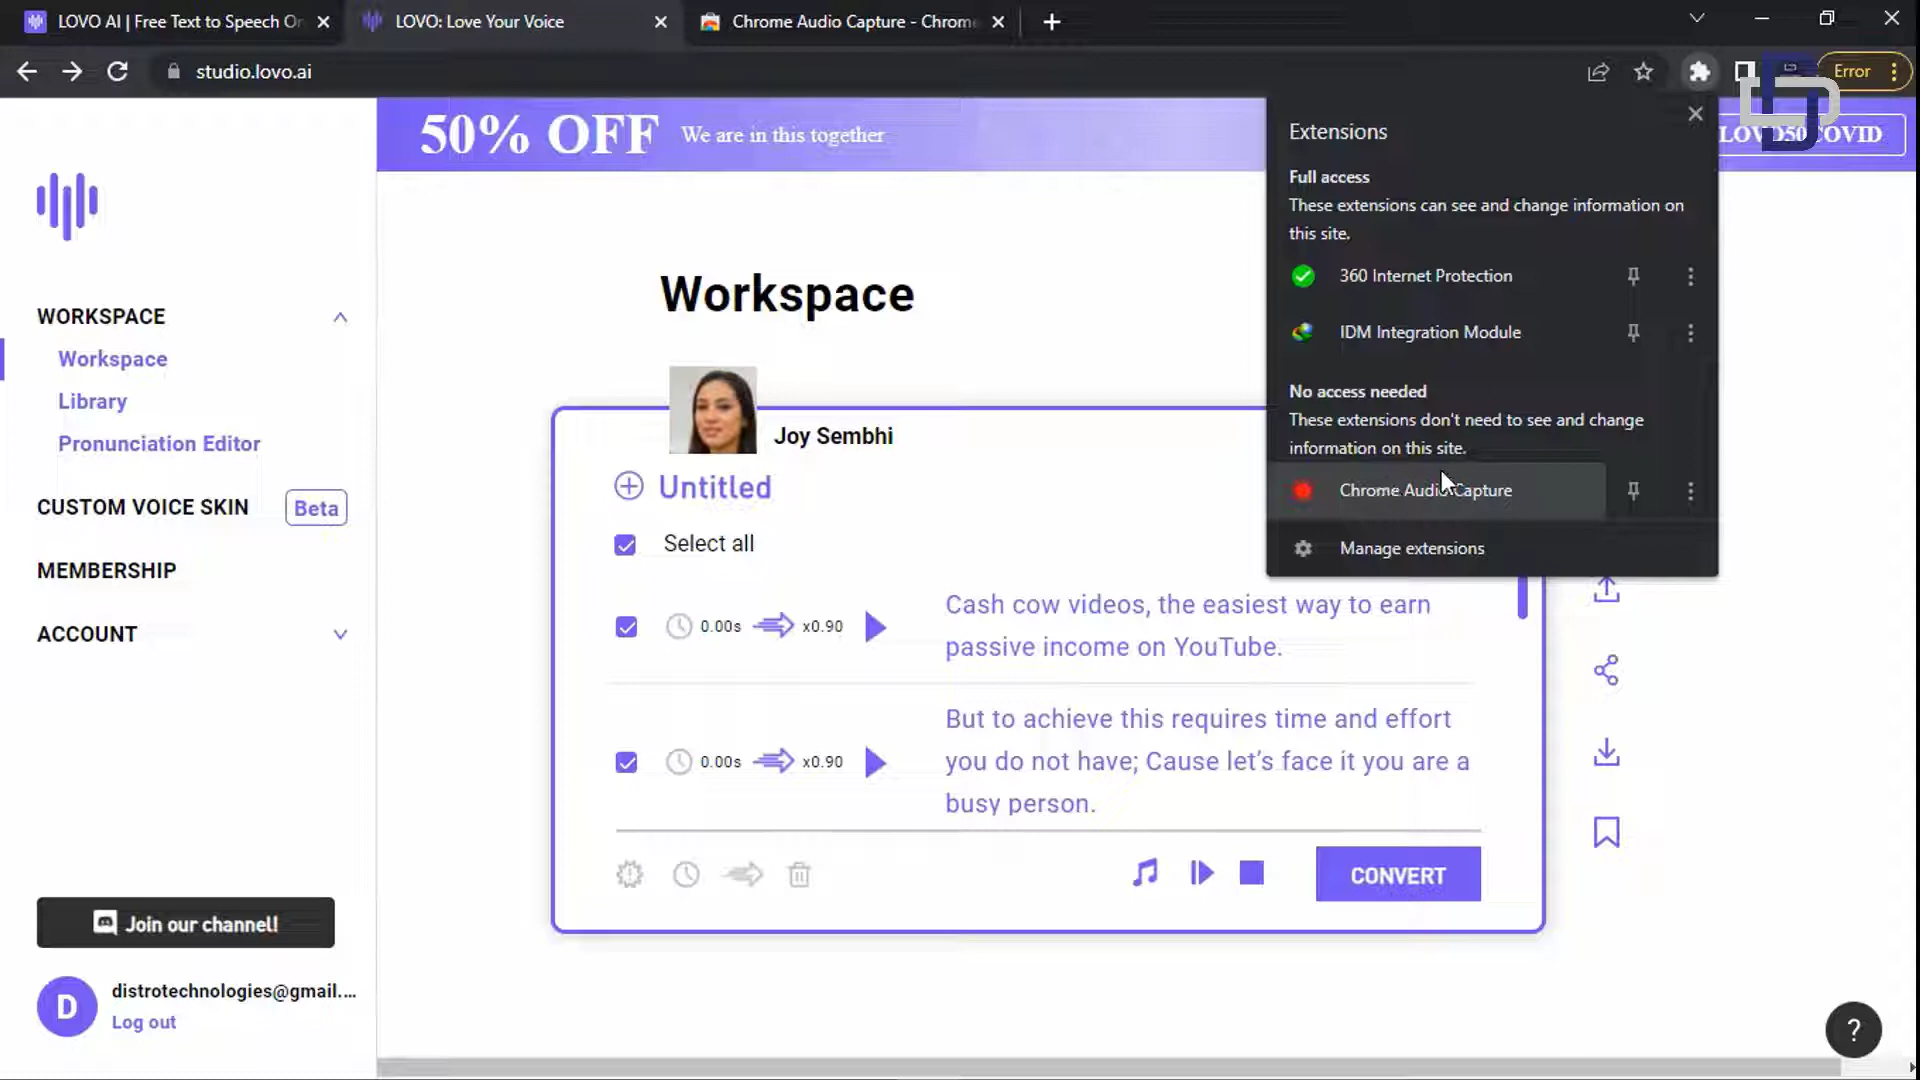 LOVO AI | Free Text to Speech On
LOVO: Love Your Voice
Chrome Audio Capture - Chrome
studio.lovo.ai
Error
50% OFF
We are in this together
Extensions
Full access
These extensions can see and change information on
this site.
360 Internet Protection
IDM Integration Module
No access needed
These extensions don't need to see and change
information on this site.
Chrome Audio Capture
Manage extensions
LOVO50COVID
WORKSPACE
Workspace
Library
Pronunciation Editor
CUSTOM VOICE SKIN
Beta
MEMBERSHIP
ACCOUNT
Join our channel!
D
distrotechnologies@gmail....
Log out
Workspace
Joy Sembhi
Untitled
Select all
0.00s
x0.90
Cash cow videos, the easiest way to earn
passive income on YouTube.
0.00s
x0.90
But to achieve this requires time and effort
you do not have; Cause let’s face it you are a
busy person.
CONVERT
?